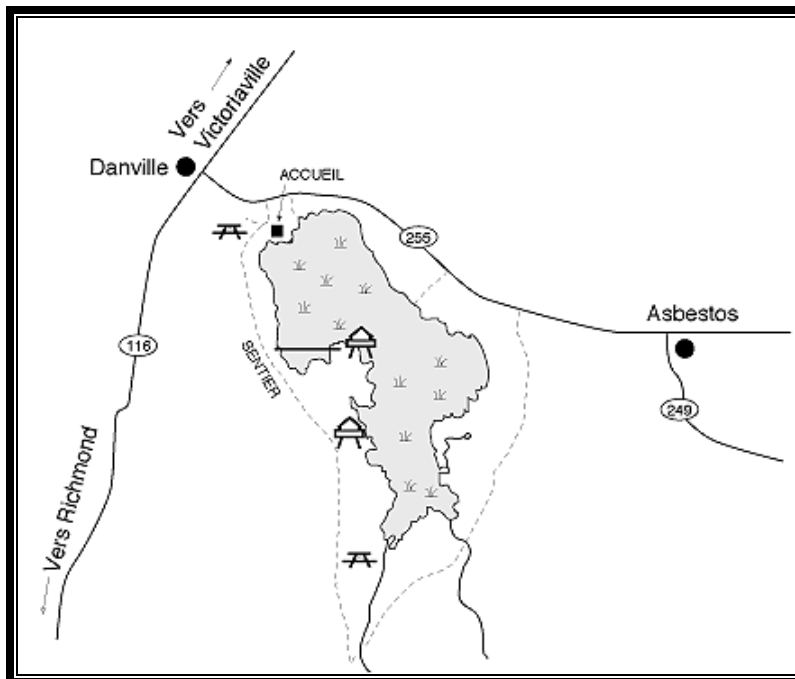 Vers
Victoriaville
Danville
ACCUEIL
255
Asbestos
116
SENTIER
249
Vers Richmond